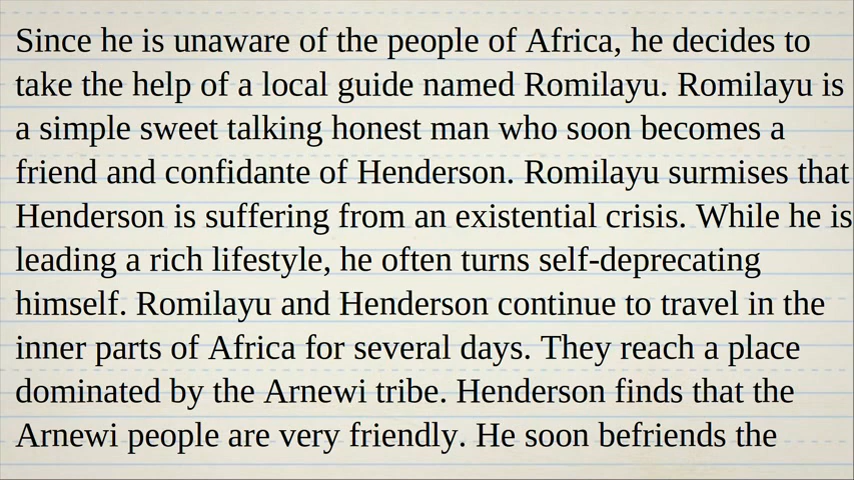 Since he is unaware of the people of Africa, he decides to
take the help of a local guide named Romilayu. Romilayu is
a simple sweet talking honest man who soon becomes a
friend and confidante of Henderson. Romilayu surmises that
Henderson is suffering from an existential crisis. While he is
leading a rich lifestyle, he often turns self-deprecating
himself. Romilayu and Henderson continue to travel in the
inner parts of Africa for several days. They reach a place
dominated by the Arnewi tribe. Henderson finds that the
Arnewi people are very friendly. He soon befriends the